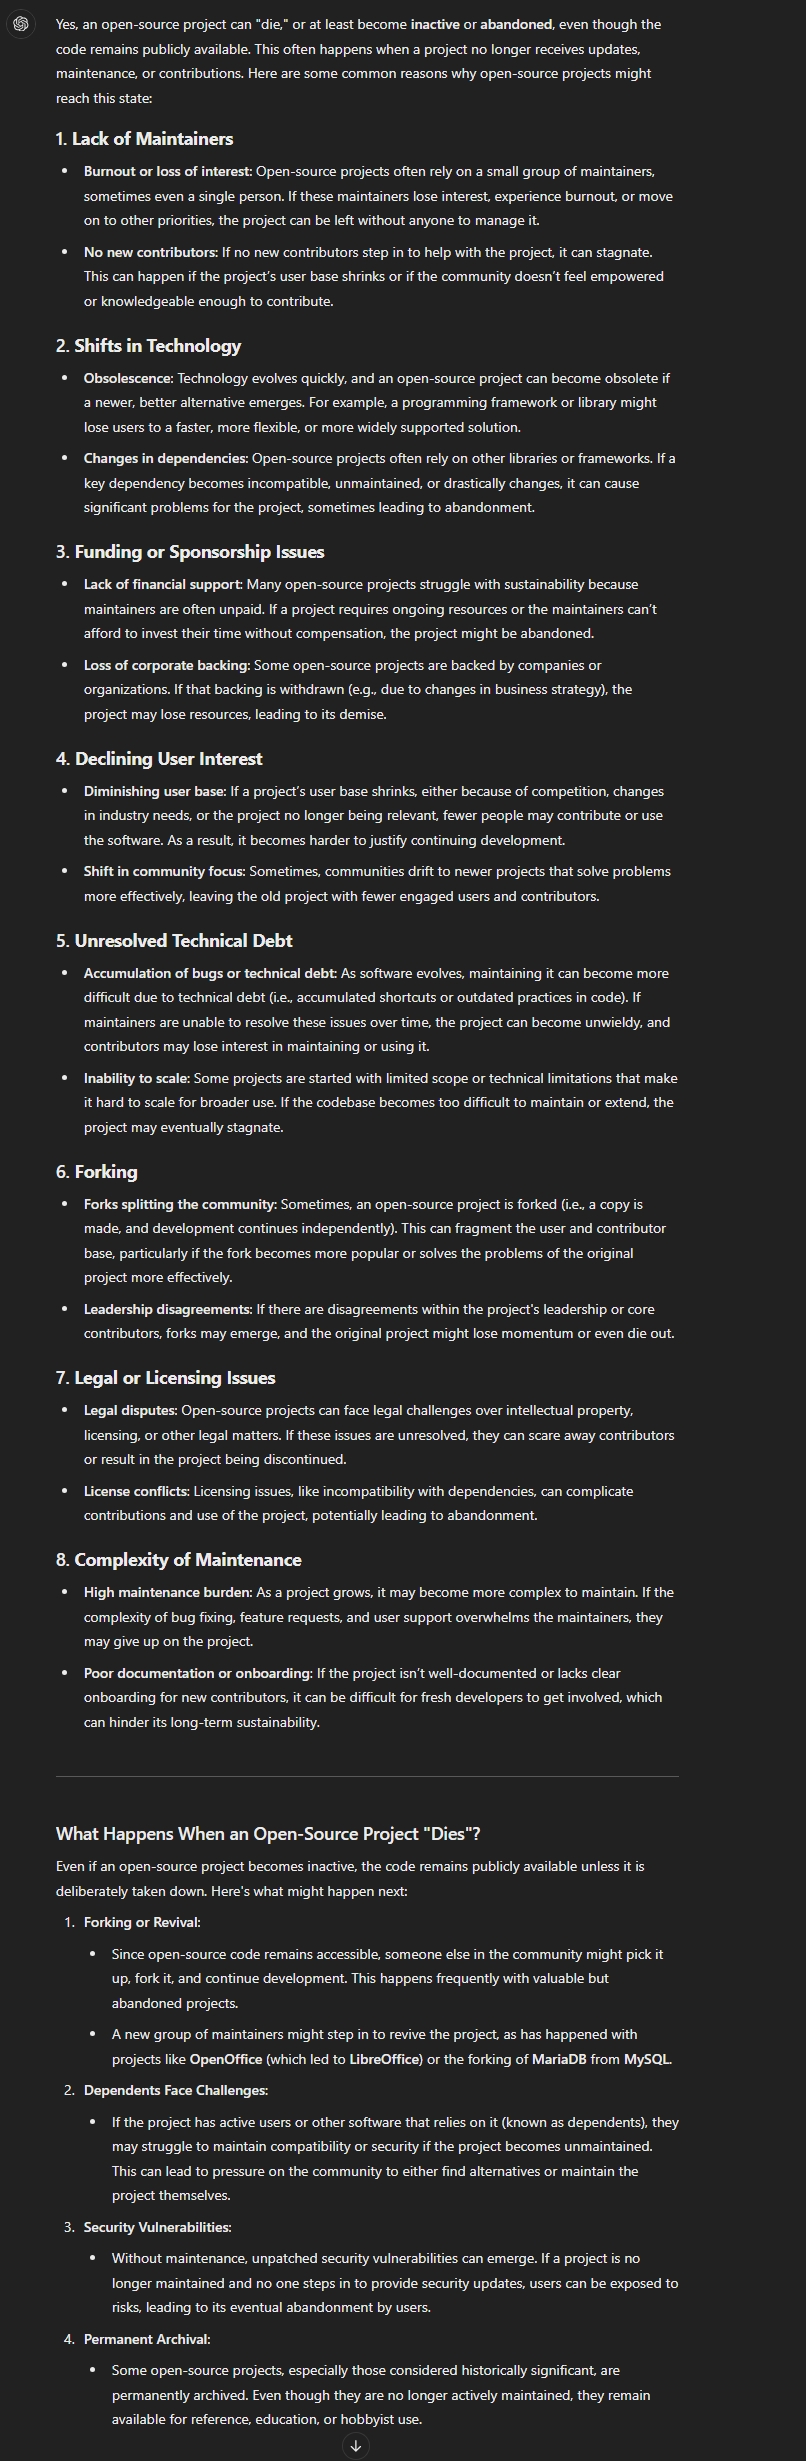 Yes, an open-source project can "die," or at least become inactive or abandoned, even though the
code remains publicly available. This often happens when a project no longer receives updates,
maintenance, or contributions. Here are some common reasons why open-source projects might
reach this state:
1. Lack of Maintainers
• Burnout or loss of interest: Open-source projects often rely on a small group of maintainers,
sometimes even a single person. If these maintainers lose interest, experience burnout, or move
on to other priorities, the project can be left without anyone to manage it.
• No new contributors: If no new contributors step in to help with the project, it can stagnate.
This can happen if the project’s user base shrinks or if the community doesn’t feel empowered
or knowledgeable enough to contribute.
2. Shifts in Technology
• Obsolescence: Technology evolves quickly, and an open-source project can become obsolete if
a newer, better alternative emerges. For example, a programming framework or library might
lose users to a faster, more flexible, or more widely supported solution.
• Changes in dependencies: Open-source projects often rely on other libraries or frameworks. If a
key dependency becomes incompatible, unmaintained, or drastically changes, it can cause
significant problems for the project, sometimes leading to abandonment.
3. Funding or Sponsorship Issues
• Lack of financial support: Many open-source projects struggle with sustainability because
maintainers are often unpaid. If a project requires ongoing resources or the maintainers can’t
afford to invest their time without compensation, the project might be abandoned.
• Loss of corporate backing: Some open-source projects are backed by companies or
organizations. If that backing is withdrawn (e.g., due to changes in business strategy), the
project may lose resources, leading to its demise.
4. Declining User Interest
• Diminishing user base: If a project’s user base shrinks, either because of competition, changes
in industry needs, or the project no longer being relevant, fewer people may contribute or use
the software. As a result, it becomes harder to justify continuing development.
• Shift in community focus: Sometimes, communities drift to newer projects that solve problems
more effectively, leaving the old project with fewer engaged users and contributors.
5. Unresolved Technical Debt
• Accumulation of bugs or technical debt: As software evolves, maintaining it can become more
difficult due to technical debt (i.e., accumulated shortcuts or outdated practices in code). If
maintainers are unable to resolve these issues over time, the project can become unwieldy, and
contributors may lose interest in maintaining or using it.
• Inability to scale: Some projects are started with limited scope or technical limitations that make
it hard to scale for broader use. If the codebase becomes too difficult to maintain or extend, the
project may eventually stagnate.
6. Forking
• Forks splitting the community: Sometimes, an open-source project is forked (i.e., a copy is
made, and development continues independently). This can fragment the user and contributor
base, particularly if the fork becomes more popular or solves the problems of the original
project more effectively.
• Leadership disagreements: If there are disagreements within the project's leadership or core
contributors, forks may emerge, and the original project might lose momentum or even die out.
7. Legal or Licensing Issues
• Legal disputes: Open-source projects can face legal challenges over intellectual property,
licensing, or other legal matters. If these issues are unresolved, they can scare away contributors
or result in the project being discontinued.
• License conflicts: Licensing issues, like incompatibility with dependencies, can complicate
contributions and use of the project, potentially leading to abandonment.
8. Complexity of Maintenance
• High maintenance burden: As a project grows, it may become more complex to maintain. If the
complexity of bug fixing, feature requests, and user support overwhelms the maintainers, they
may give up on the project.
• Poor documentation or onboarding: If the project isn’t well-documented or lacks clear
onboarding for new contributors, it can be difficult for fresh developers to get involved, which
can hinder its long-term sustainability.
What Happens When an Open-Source Project "Dies"?
Even if an open-source project becomes inactive, the code remains publicly available unless it is
deliberately taken down. Here's what might happen next:
1. Forking or Revival:
• Since open-source code remains accessible, someone else in the community might pick it
up, fork it, and continue development. This happens frequently with valuable but
abandoned projects.
• A new group of maintainers might step in to revive the project, as has happened with
projects like OpenOffice (which led to LibreOffice) or the forking of MariaDB from MySQL.
2. Dependents Face Challenges:
• If the project has active users or other software that relies on it (known as dependents), they
may struggle to maintain compatibility or security if the project becomes unmaintained.
This can lead to pressure on the community to either find alternatives or maintain the
project themselves.
3. Security Vulnerabilities:
• Without maintenance, unpatched security vulnerabilities can emerge. If a project is no
longer maintained and no one steps in to provide security updates, users can be exposed to
risks, leading to its eventual abandonment by users.
4. Permanent Archival:
• Some open-source projects, especially those considered historically significant, are
permanently archived. Even though they are no longer actively maintained, they remain
available for reference, education, or hobbyist use.